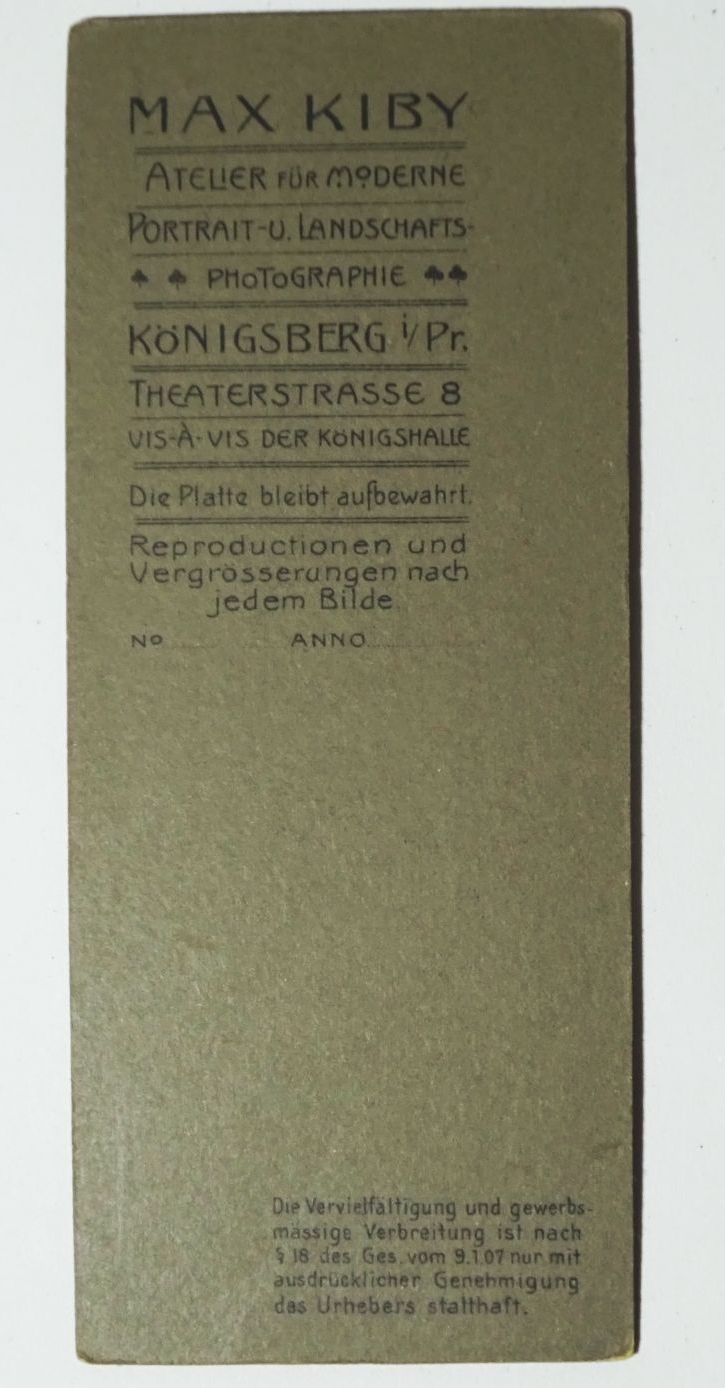 MAX KIBY
ATELIER FÜR MODERNE
PORTRAIT-U. LANDSCHAFTS-
♣ ♣ PHOTOGRAPHIE ♣♣
KÖNIGSBERG i/Pr.
THEATERSTRASSE 8
VIS-À-VIS DER KÖNIGSHALLE
Die Platte bleibt aufbewahrt.
Reproductionen und
Vergrösserungen nach
jedem Bilde.
No ANNO
Die Vervielfältigung und gewerbs-
mässige Verbreitung ist nach
§ 18 des Ges. vom 9.1.07 nur mit
ausdrücklicher Genehmigung
des Urhebers statthaft.